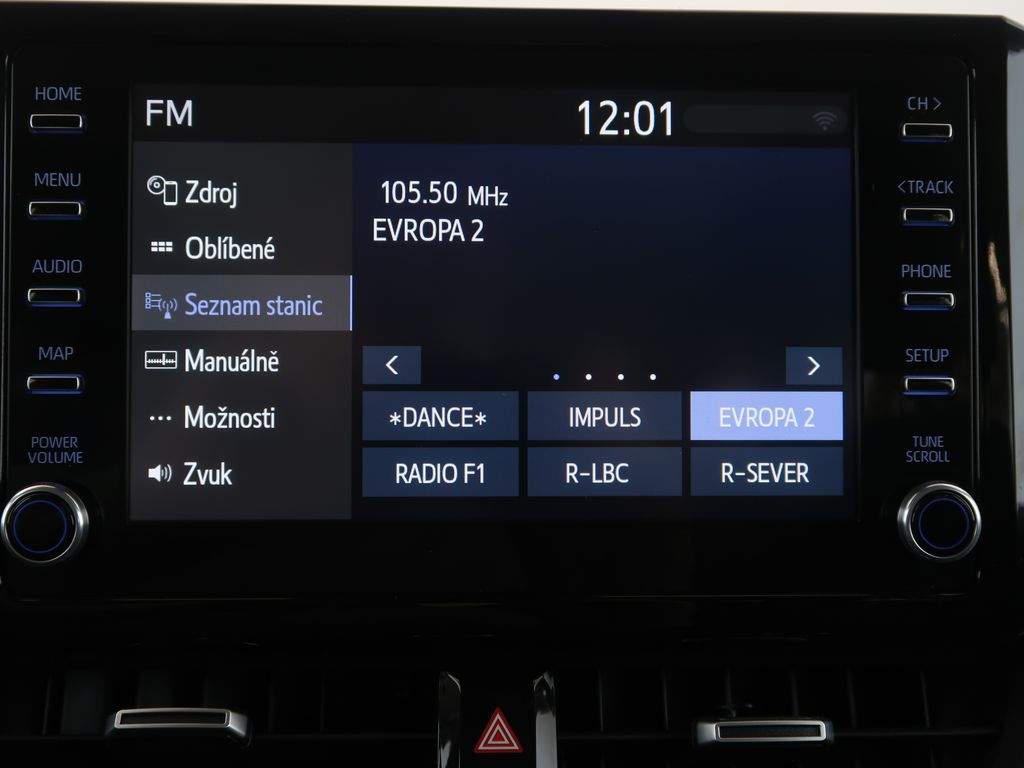 HOME
MENU
AUDIO
MAP
POWER
VOLUME
FM
12:01
Zdroj
Oblíbené
Seznam stanic
Manuálně
Možnosti
Zvuk
105.50 MHz
EVROPA 2
<
>
*DANCE*
IMPULS
EVROPA 2
RADIO F1
R-LBC
R-SEVER
CH >
<TRACK
PHONE
SETUP
TUNE
SCROLL